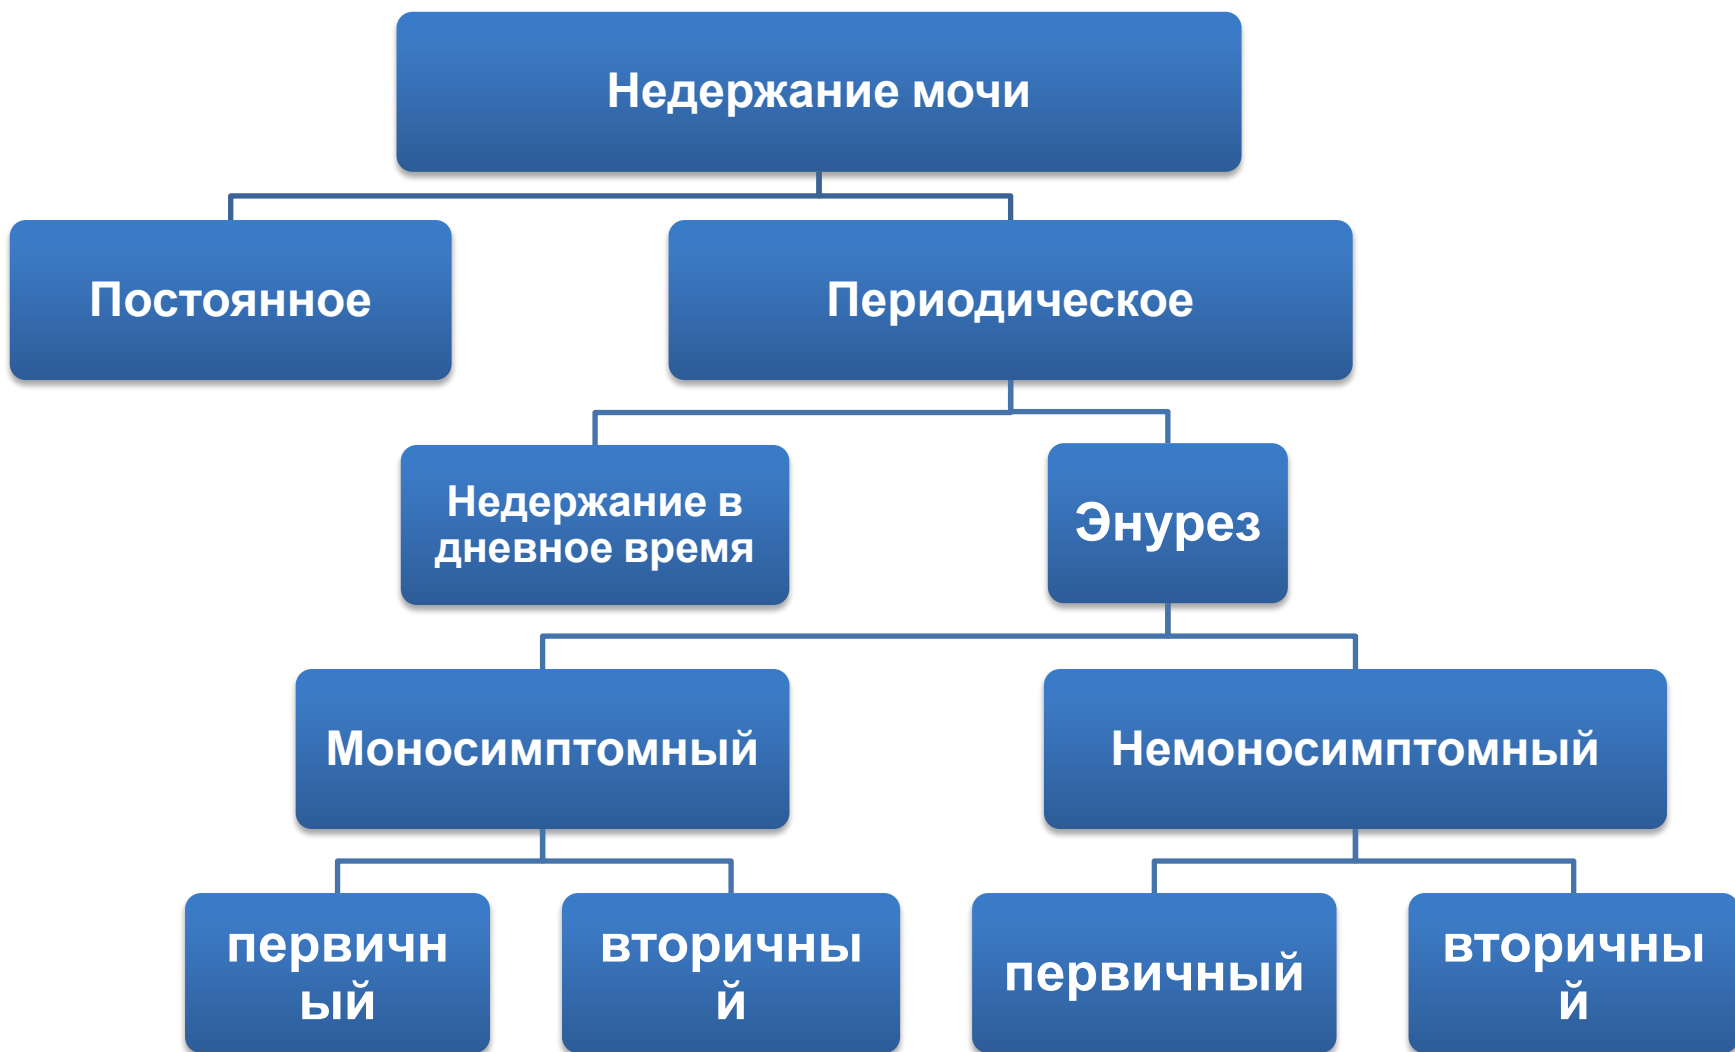 Недержание мочи
Постоянное
Периодическое
Недержание в
дневное время
Энурез
Моносимптомный
Немоносимптомный
первичн
ый
вторичны
й
первичный
вторичны
й